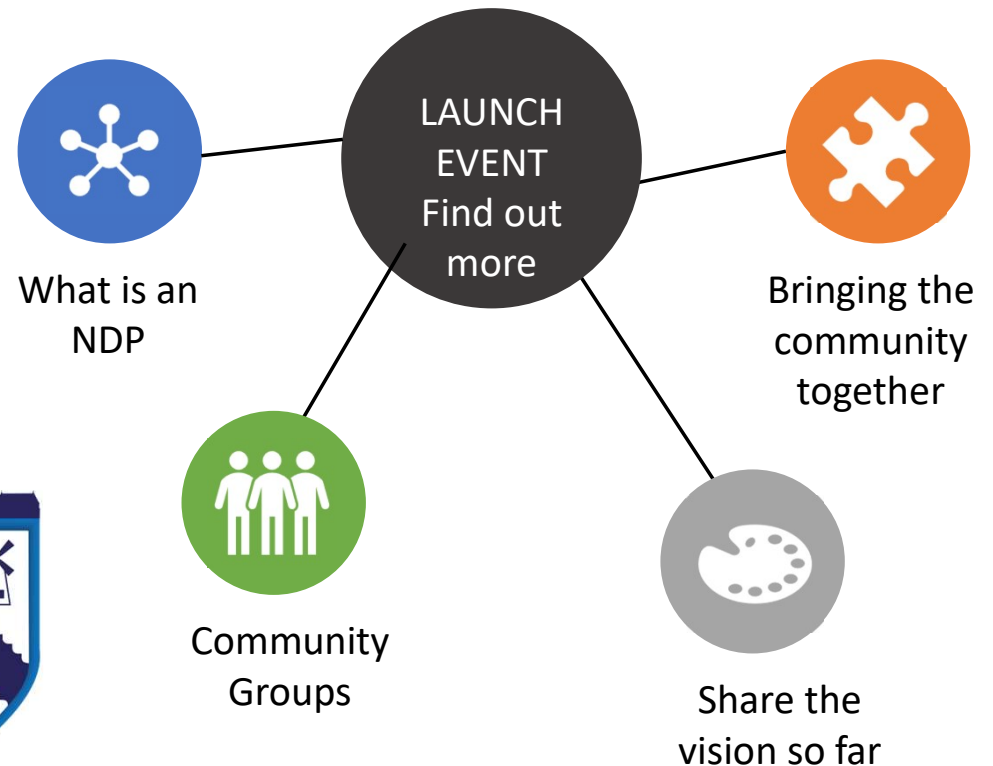 LAUNCH
EVENT
Find out
more
What is an
NDP
Bringing the
community
together
Community
Groups
Share the
vision so far